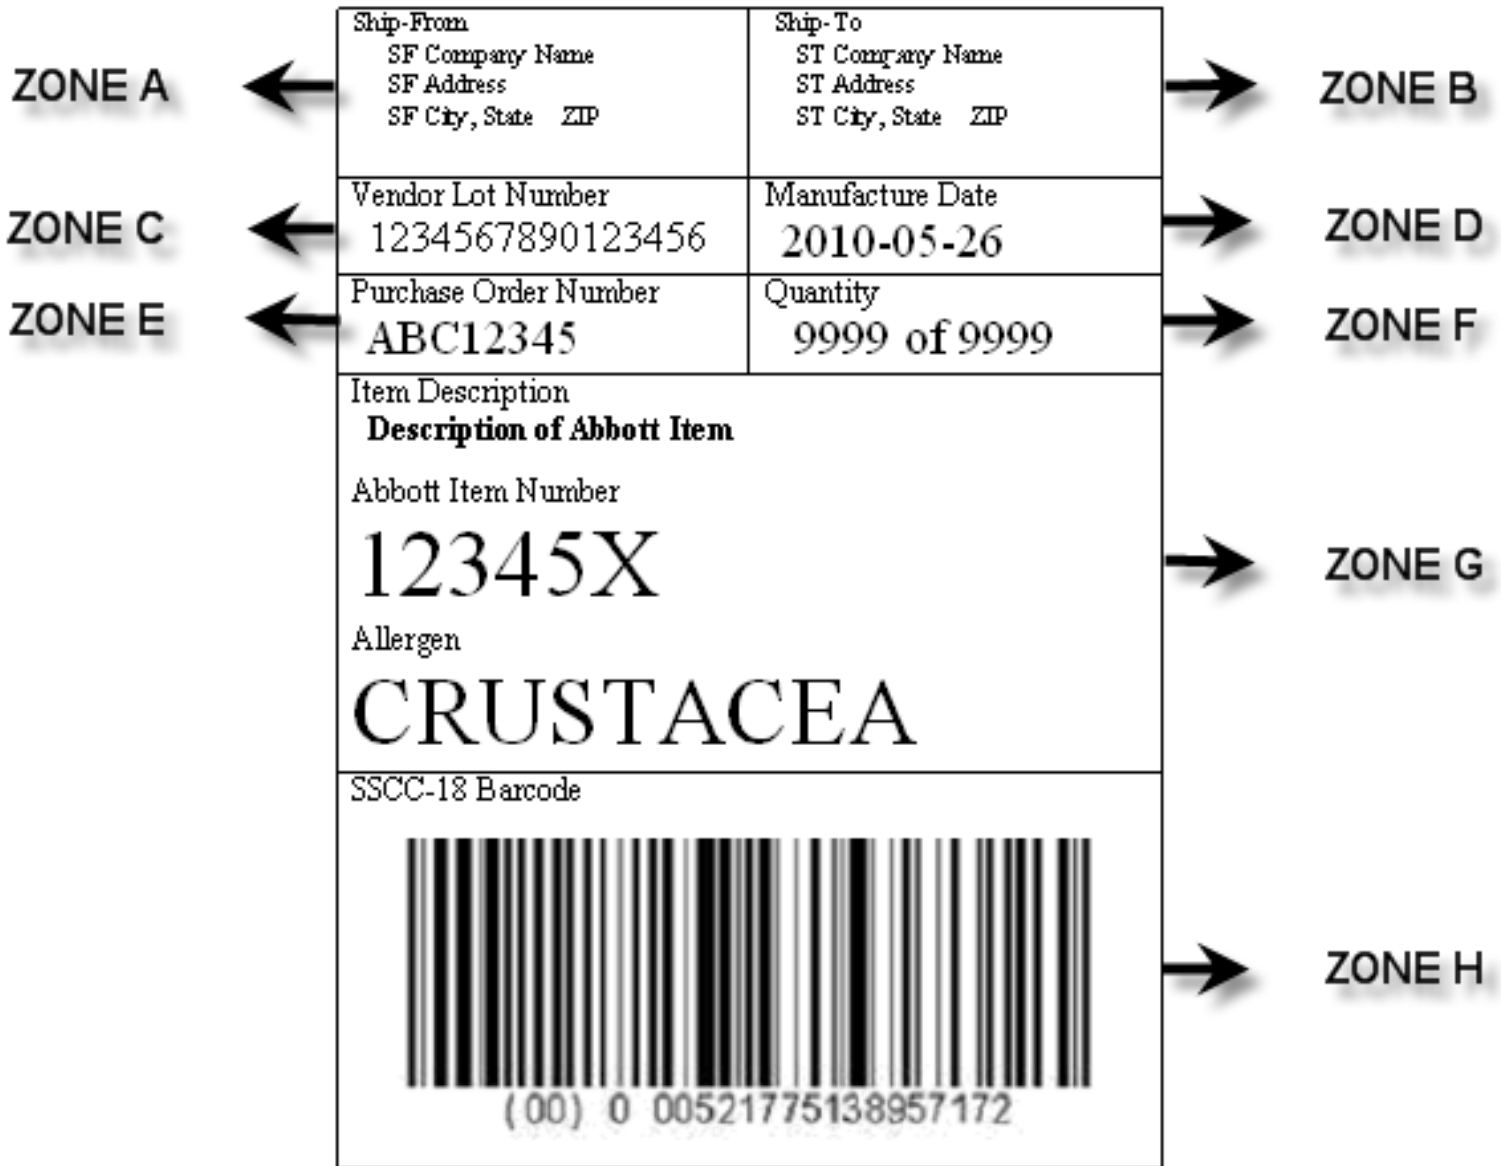 Ship-From
SF Company Name
SF Address
SF City, State ZIP
ZONE A
Ship-To
ST Company Name
ST Address
ST City, State ZIP
ZONE B
Vendor Lot Number
1234567890123456
ZONE C
Manufacture Date
2010-05-26
ZONE D
Purchase Order Number
ABC12345
ZONE E
Quantity
9999 of 9999
ZONE F
Item Description
Description of Abbott Item
Abbott Item Number
12345X
Allergen
CRUSTACEA
ZONE G
SSCC-18 Barcode
(00) 0 00521775138957172
ZONE H